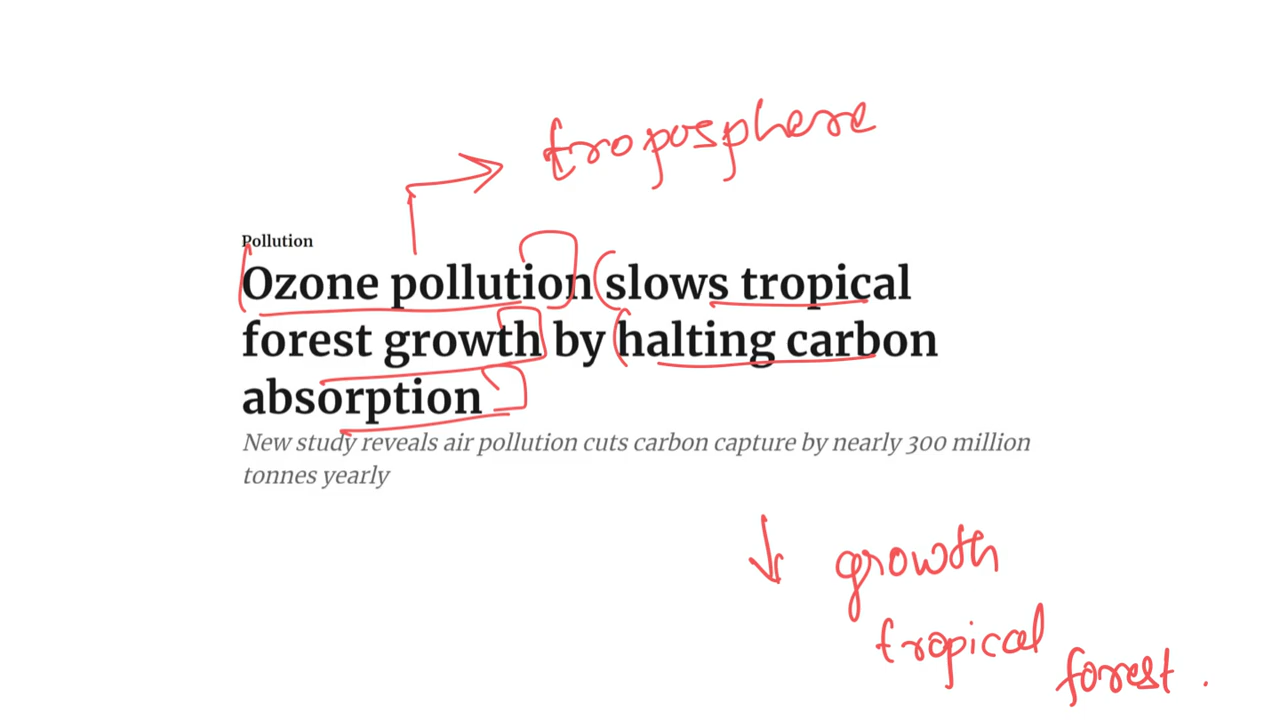 troposphere
Pollution
Ozone pollution slows tropical
forest growth by halting carbon
absorption
New study reveals air pollution cuts carbon capture by nearly 300 million
tonnes yearly
↓ growth
tropical
forest.